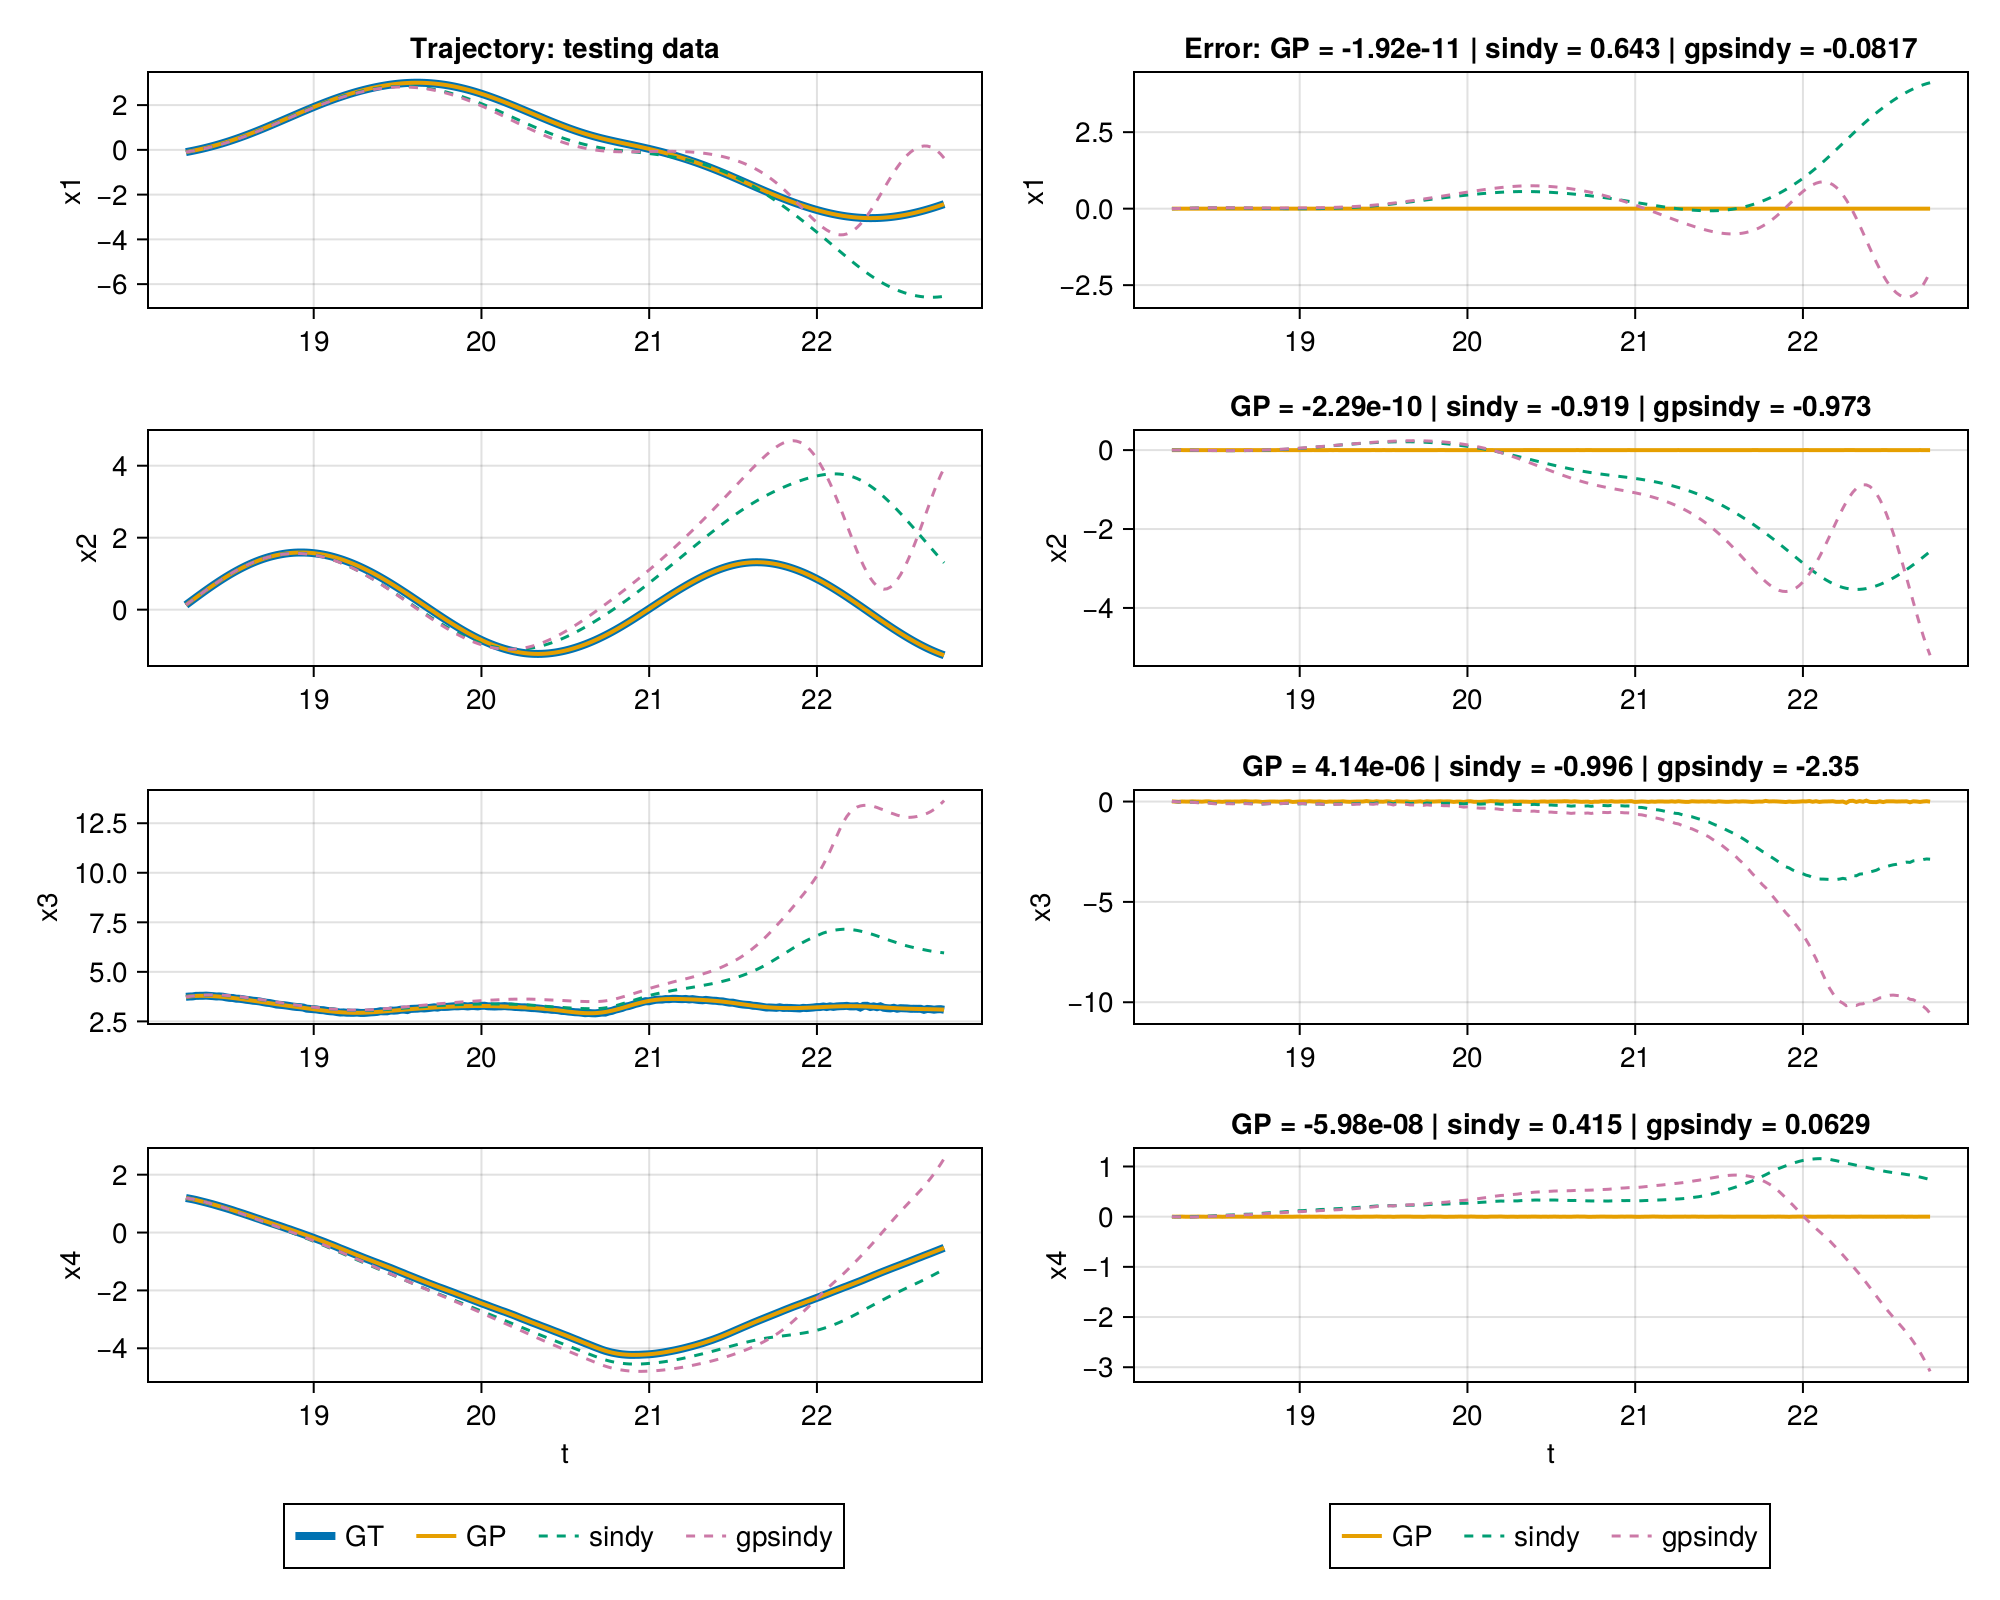 Trajectory: testing data
x1
2
0
−2
−4
−6
19 20 21 22
Error: GP = -1.92e-11 | sindy = 0.643 | gpsindy = -0.0817
x1
2.5
0.0
−2.5
19 20 21 22
x2
4
2
0
19 20 21 22
GP = -2.29e-10 | sindy = -0.919 | gpsindy = -0.973
x2
0
−2
−4
19 20 21 22
x3
12.5
10.0
7.5
5.0
2.5
19 20 21 22
GP = 4.14e-06 | sindy = -0.996 | gpsindy = -2.35
x3
0
−5
−10
19 20 21 22
x4
2
0
−2
−4
19 20 21 22
t
GP = -5.98e-08 | sindy = 0.415 | gpsindy = 0.0629
x4
1
0
−1
−2
−3
19 20 21 22
t
GT GP sindy gpsindy
GP sindy gpsindy